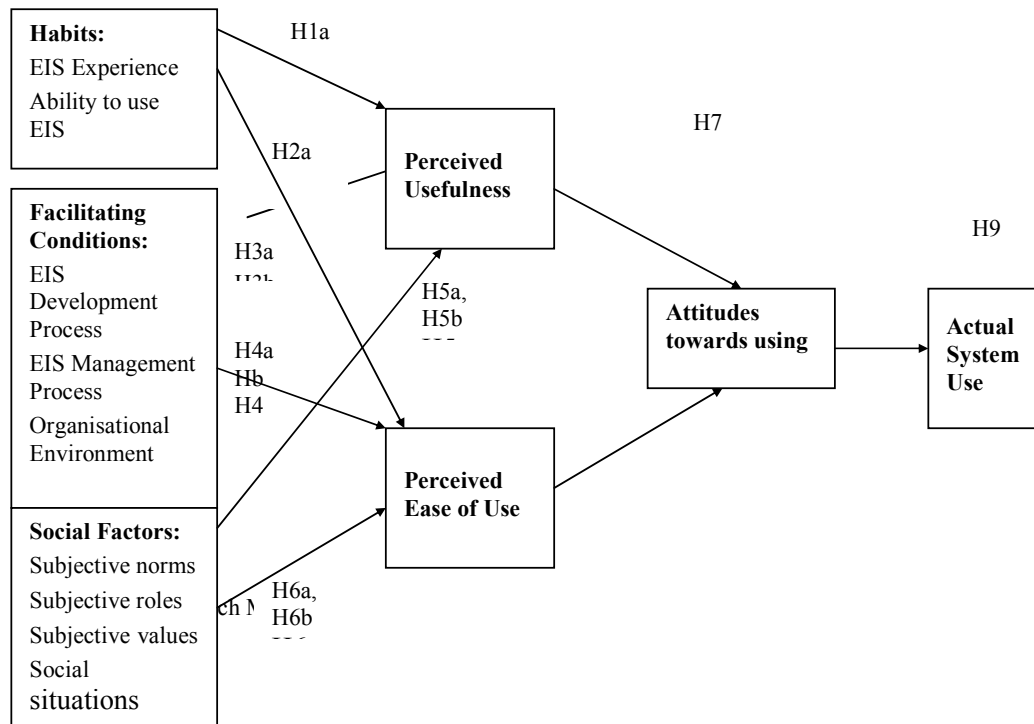 Habits:
EIS Experience
Ability to use
EIS
Facilitating
Conditions:
EIS
Development
Process
EIS Management
Process
Organisational
Environment
Social Factors:
Subjective norms
Subjective roles
Subjective values
Social
situations
H1a
H2a
H3a
H4a
Hb
H4
H5a,
H5b
H6a,
H6b
Perceived
Usefulness
Perceived
Ease of Use
H7
Attitudes
towards using
H9
Actual
System
Use